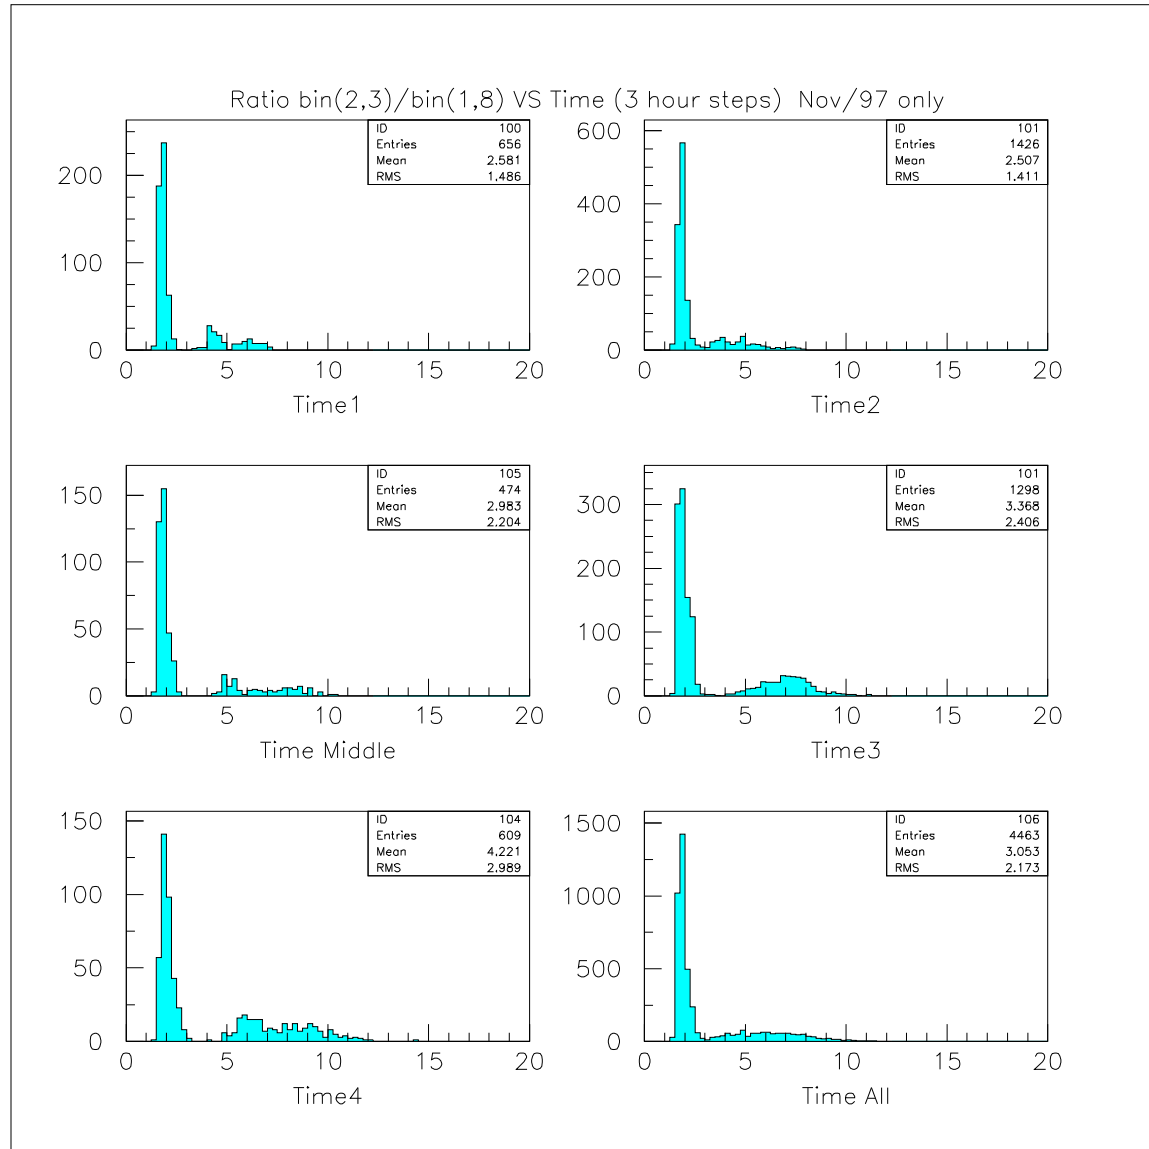 Ratio bin(2,3)/bin(1,8) VS Time (3 hour steps) Nov/97 only
ID 100
Entries 656
Mean 2.581
RMS 1.486
200
100
0
0 5 10 15 20
Time1
ID 101
Entries 1426
Mean 2.507
RMS 1.411
600
400
200
0
0 5 10 15 20
Time2
ID 105
Entries 474
Mean 2.983
RMS 2.204
150
100
50
0
0 5 10 15 20
Time Middle
ID 101
Entries 1298
Mean 3.368
RMS 2.406
300
200
100
0
0 5 10 15 20
Time3
ID 104
Entries 609
Mean 4.221
RMS 2.989
150
100
50
0
0 5 10 15 20
Time4
ID 106
Entries 4463
Mean 3.053
RMS 2.173
1500
1000
500
0
0 5 10 15 20
Time All